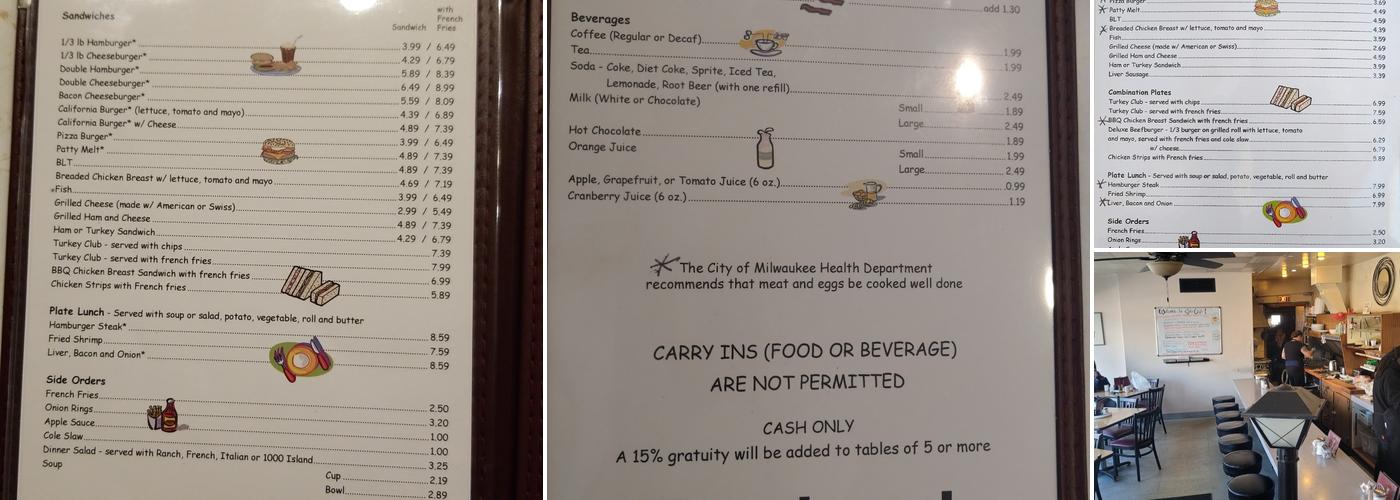 Sandwiches
with
French
Sandwich Fries
1/3 lb Hamburger* 3.99 / 6.49
1/3 lb Cheeseburger* 4.29 / 6.79
Double Hamburger* 5.89 / 8.39
Double Cheeseburger* 6.49 / 8.99
Bacon Cheeseburger* 5.59 / 8.09
California Burger* (lettuce, tomato and mayo) 4.39 / 6.89
California Burger* w/ Cheese 4.89 / 7.39
Pizza Burger* 3.99 / 6.49
Patty Melt* 4.89 / 7.39
BLT 4.89 / 7.39
Breaded Chicken Breast w/ lettuce, tomato and mayo 4.69 / 7.19
Fish 3.99 / 6.49
Grilled Cheese (made w/ American or Swiss) 2.99 / 5.49
Grilled Ham and Cheese 4.89 / 7.39
Ham or Turkey Sandwich 4.29 / 6.79
Turkey Club - served with chips 7.39
Turkey Club - served with french fries 7.99
BBQ Chicken Breast Sandwich with french fries 6.99
Chicken Strips with French fries 5.89
Plate Lunch - Served with soup or salad, potato, vegetable, roll and butter
Hamburger Steak* 8.59
Fried Shrimp 7.59
Liver, Bacon and Onion* 8.59
Side Orders
French Fries 2.50
Onion Rings 3.20
Apple Sauce 1.00
Cole Slaw 1.00
Dinner Salad - served with Ranch, French, Italian or 1000 Island 3.25
Soup
Cup 2.19
Bowl 2.89
add 1.30
Beverages
Coffee (Regular or Decaf) 1.99
Tea 1.99
Soda - Coke, Diet Coke, Sprite, Iced Tea,
Lemonade, Root Beer (with one refill) 2.49
Milk (White or Chocolate)
Small 1.89
Large 2.49
Hot Chocolate 1.89
Orange Juice
Small 1.99
Large 2.49
Apple, Grapefruit, or Tomato Juice (6 oz.) 0.99
Cranberry Juice (6 oz.) 1.19
* The City of Milwaukee Health Department
recommends that meat and eggs be cooked well done
CARRY INS (FOOD OR BEVERAGE)
ARE NOT PERMITTED
CASH ONLY
A 15% gratuity will be added to tables of 5 or more
Pizza Burger 3.69
Patty Melt 4.49
BLT 4.59
Breaded Chicken Breast w/ lettuce, tomato and mayo 4.39
Fish 3.59
Grilled Cheese (made w/ American or Swiss) 2.69
Grilled Ham and Cheese 4.59
Ham or Turkey Sandwich 3.99
Liver Sausage 3.39
Combination Plates
Turkey Club - served with chips 6.99
Turkey Club - served with french fries 7.59
BBQ Chicken Breast Sandwich with french fries 6.59
Deluxe Beefburger - 1/3 burger on grilled roll with lettuce, tomato
and mayo, served with french fries and cole slaw 6.29
w/ cheese 6.79
Chicken Strips with French fries 5.89
Plate Lunch - Served with soup or salad, potato, vegetable, roll and butter
Hamburger Steak 7.99
Fried Shrimp 6.99
Liver, Bacon and Onion 7.99
Side Orders
French Fries 2.50
Onion Rings 3.20